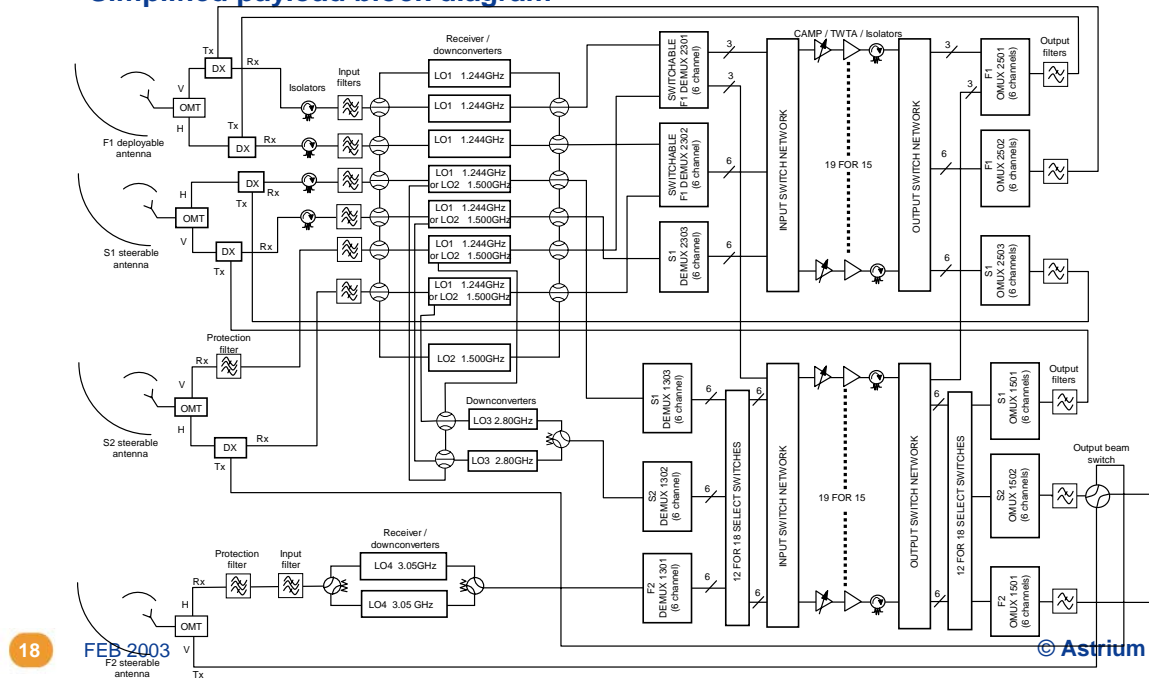 Simplified payload block diagram
Tx
DX
Rx
V
OMT
H
Tx
DX
Rx
F1 deployable
antenna
Isolators
Input
filters
Receiver /
downconverters
LO1 1.244GHz
LO1 1.244GHz
LO1 1.244GHz
LO1 1.244GHz
or LO2 1.500GHz
LO1 1.244GHz
or LO2 1.500GHz
LO1 1.244GHz
or LO2 1.500GHz
LO1 1.244GHz
or LO2 1.500GHz
LO2 1.500GHz
H
DX
Rx
Tx
OMT
V
DX
Rx
Tx
S1 steerable
antenna
SWITCHABLE
F1 DEMUX 2301
(6 channel)
SWITCHABLE
F1 DEMUX 2302
(6 channel)
S1
DEMUX 2303
(6 channel)
3
3
6
6
INPUT SWITCH NETWORK
CAMP / TWTA / Isolators
19 FOR 15
OUTPUT SWITCH NETWORK
3
3
6
6
F1
OMUX 2501
(6 channels)
F1
OMUX 2502
(6 channels)
S1
OMUX 2503
(6 channels)
Output
filters
Protection
filter
Rx
V
OMT
H
DX
Rx
Tx
S2 steerable
antenna
Downconverters
LO3 2.80GHz
LO3 2.80GHz
S1
DEMUX 1303
(6 channel)
S2
DEMUX 1302
(6 channel)
F2
DEMUX 1301
(6 channel)
6
6
6
12 FOR 18 SELECT SWITCHES
6
6
INPUT SWITCH NETWORK
19 FOR 15
OUTPUT SWITCH NETWORK
6
6
12 FOR 18 SELECT SWITCHES
S1
OMUX 1501
(6 channels)
S2
OMUX 1502
(6 channels)
F2
OMUX 1501
(6 channels)
Output
filters
Output beam
switch
Receiver /
downconverters
LO4 3.05GHz
LO4 3.05 GHz
Protection
filter
Input
filter
Rx
H
OMT
V
Tx
F2 steerable
antenna
18
FEB 2003
© Astrium